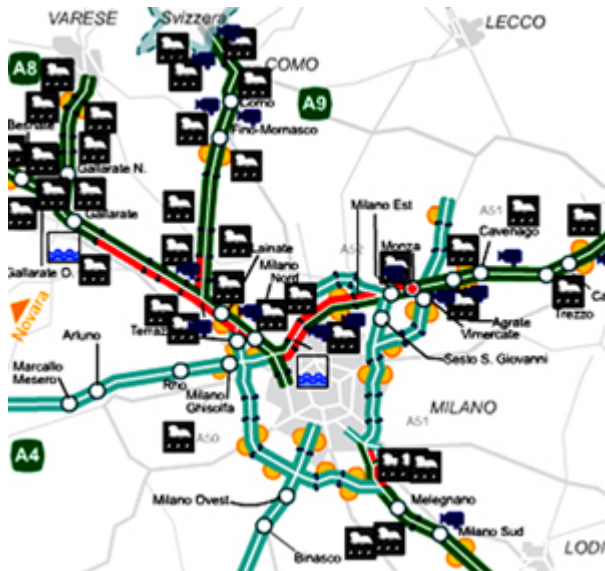 VARESE
Svizzera
LECCO
A8
COMO
Como
A9
Fino-Mornasco
Besnate
Gallarate N.
Gallarate
Milano Est
A51
Cavenago
A52
Monza
Lainate
Milano
Nord
Gallarate O.
Novara
Trezzo
Agrate
Vimercate
Arluno
Sesto S. Giovanni
Marcallo
Mesero
Rho
Milano
Ghisolfa
MILANO
A51
A50
A4
Milano Ovest
Melegnano
Milano Sud
Binasco
LODI